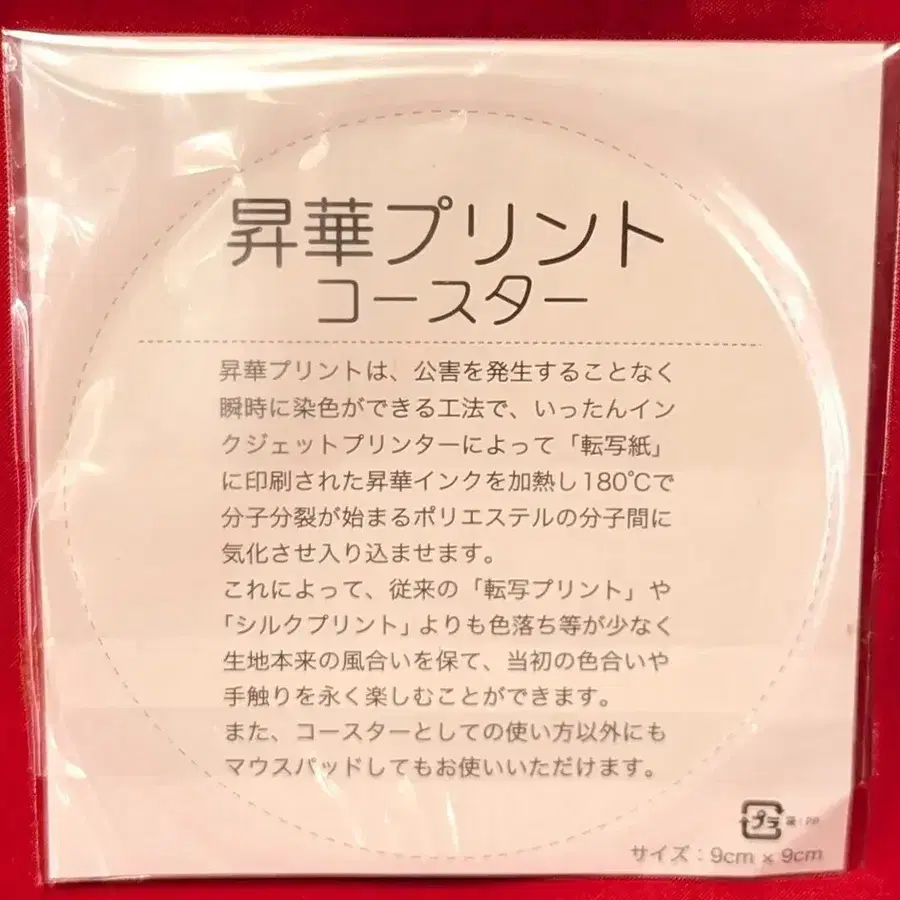 昇華プリント
コースター
昇華プリントは、公害を発生することなく
瞬時に染色ができる工法で、いったんイン
クジェットプリンターによって「転写紙」
に印刷された昇華インクを加熱し180℃で
分子分裂が始まるポリエステルの分子間に
気化させ入り込ませます。
これによって、従来の「転写プリント」や
「シルクプリント」よりも色落ち等が少なく
生地本来の風合いを保て、当初の色合いや
手触りを永く楽しむことができます。
また、コースターとしての使い方以外にも
マウスパッドしてもお使いいただけます。
プラ 袋:PP
サイズ:9cm×9cm